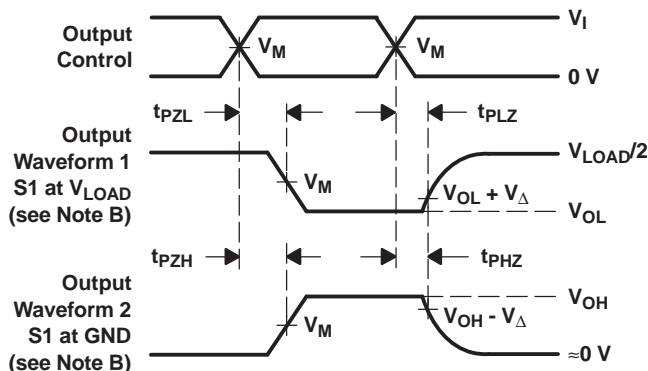 Output
Control
V_M
V_M
V_I
0 V
t_PZL
t_PLZ
Output
Waveform 1
S1 at V_LOAD
(see Note B)
V_M
V_OL + V_Δ
V_LOAD/2
V_OL
t_PZH
t_PHZ
Output
Waveform 2
S1 at GND
(see Note B)
V_M
V_OH - V_Δ
V_OH
≈0 V